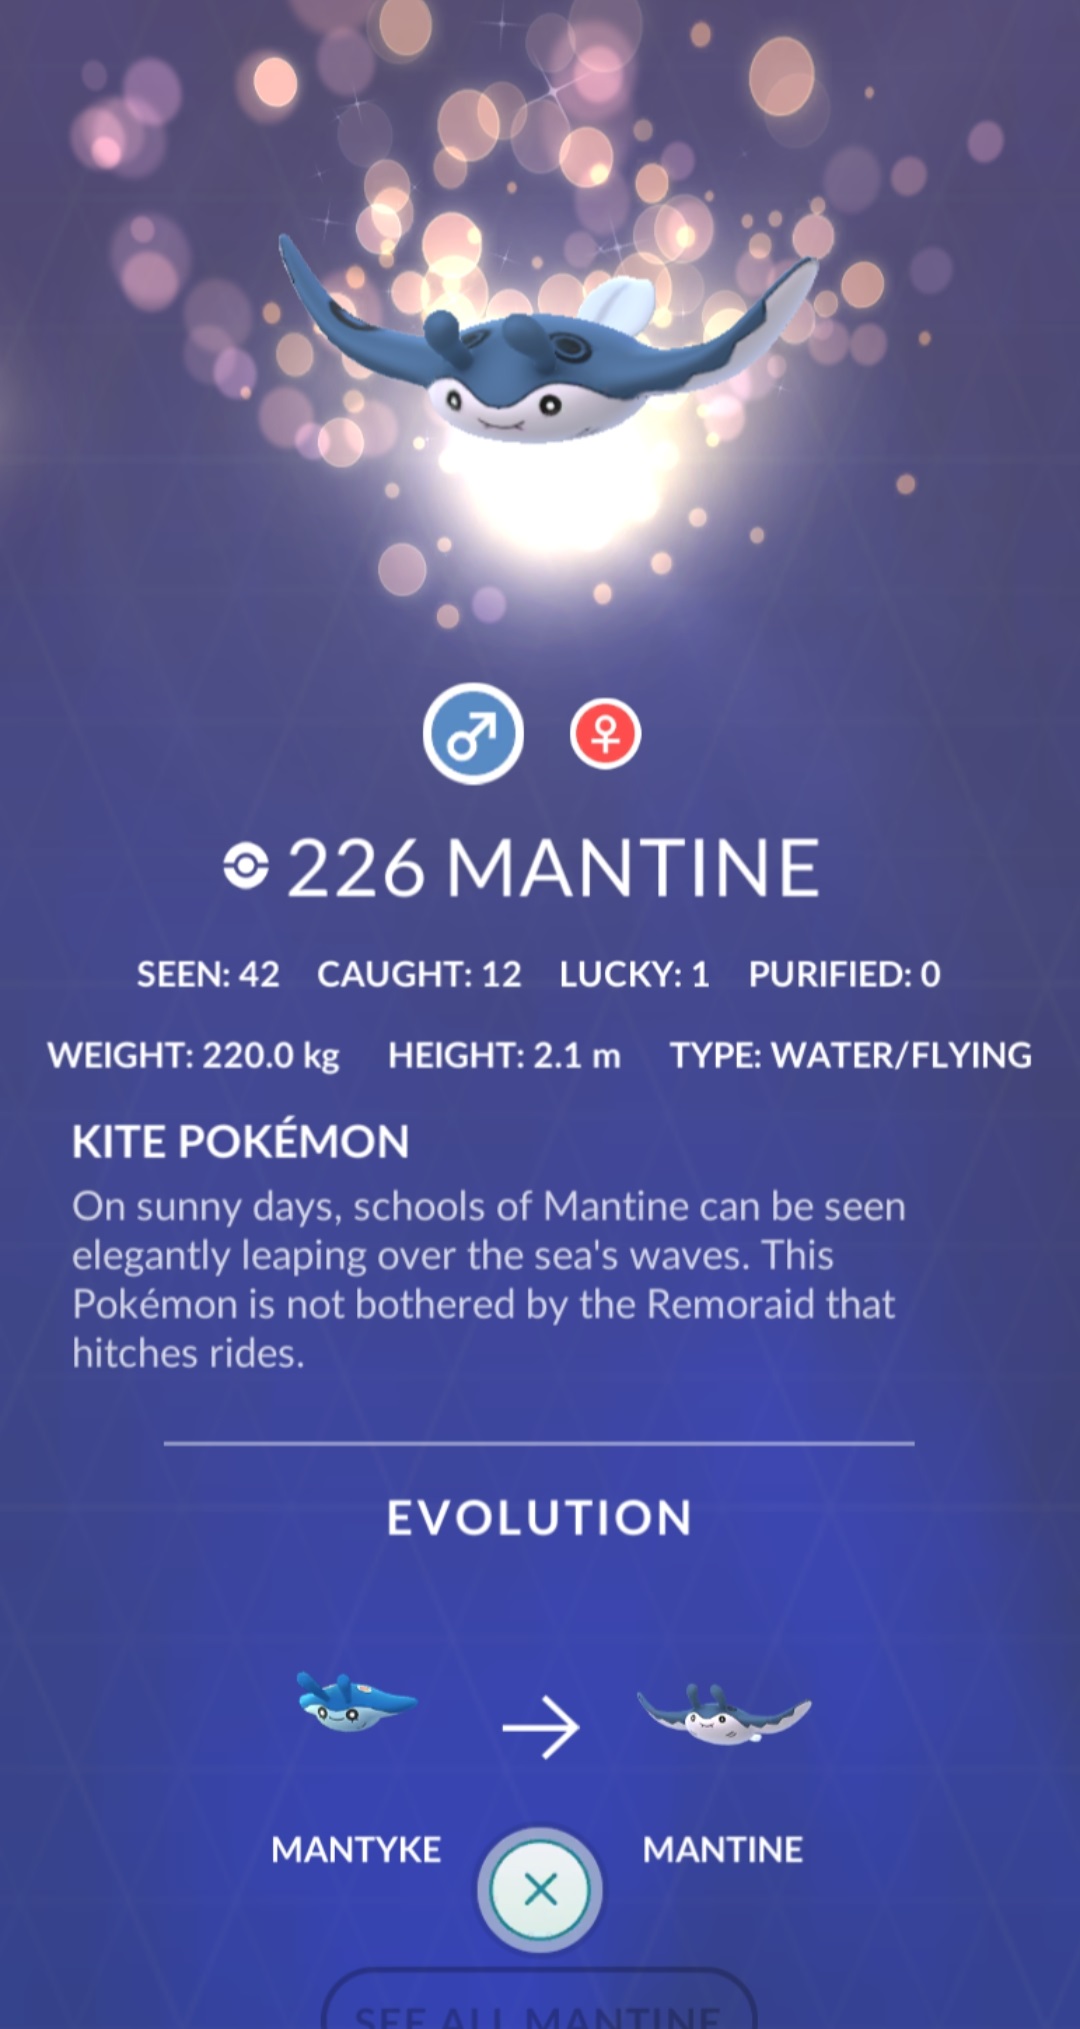 226 MANTINE
SEEN: 42 CAUGHT: 12 LUCKY: 1 PURIFIED: 0
WEIGHT: 220.0 kg HEIGHT: 2.1 m TYPE: WATER/FLYING
KITE POKÉMON
On sunny days, schools of Mantine can be seen
elegantly leaping over the sea's waves. This
Pokémon is not bothered by the Remoraid that
hitches rides.
EVOLUTION
MANTYKE MANTINE
SEE ALL MANTINE